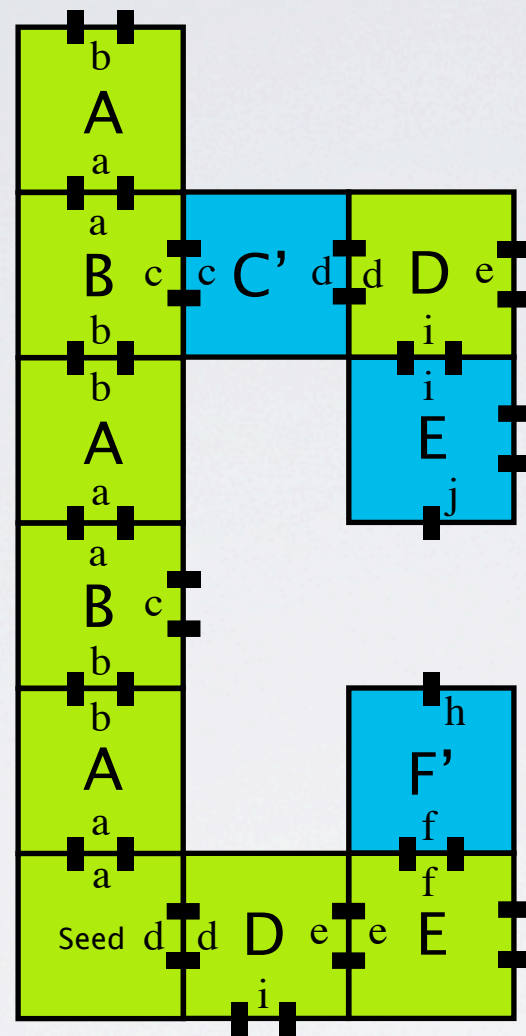 b
A
a
a
B c c C’ d d D e
b i
b i
A E
a j
a
B c
b
b h
A F’
a f
a f
Seed d d D e e E
i